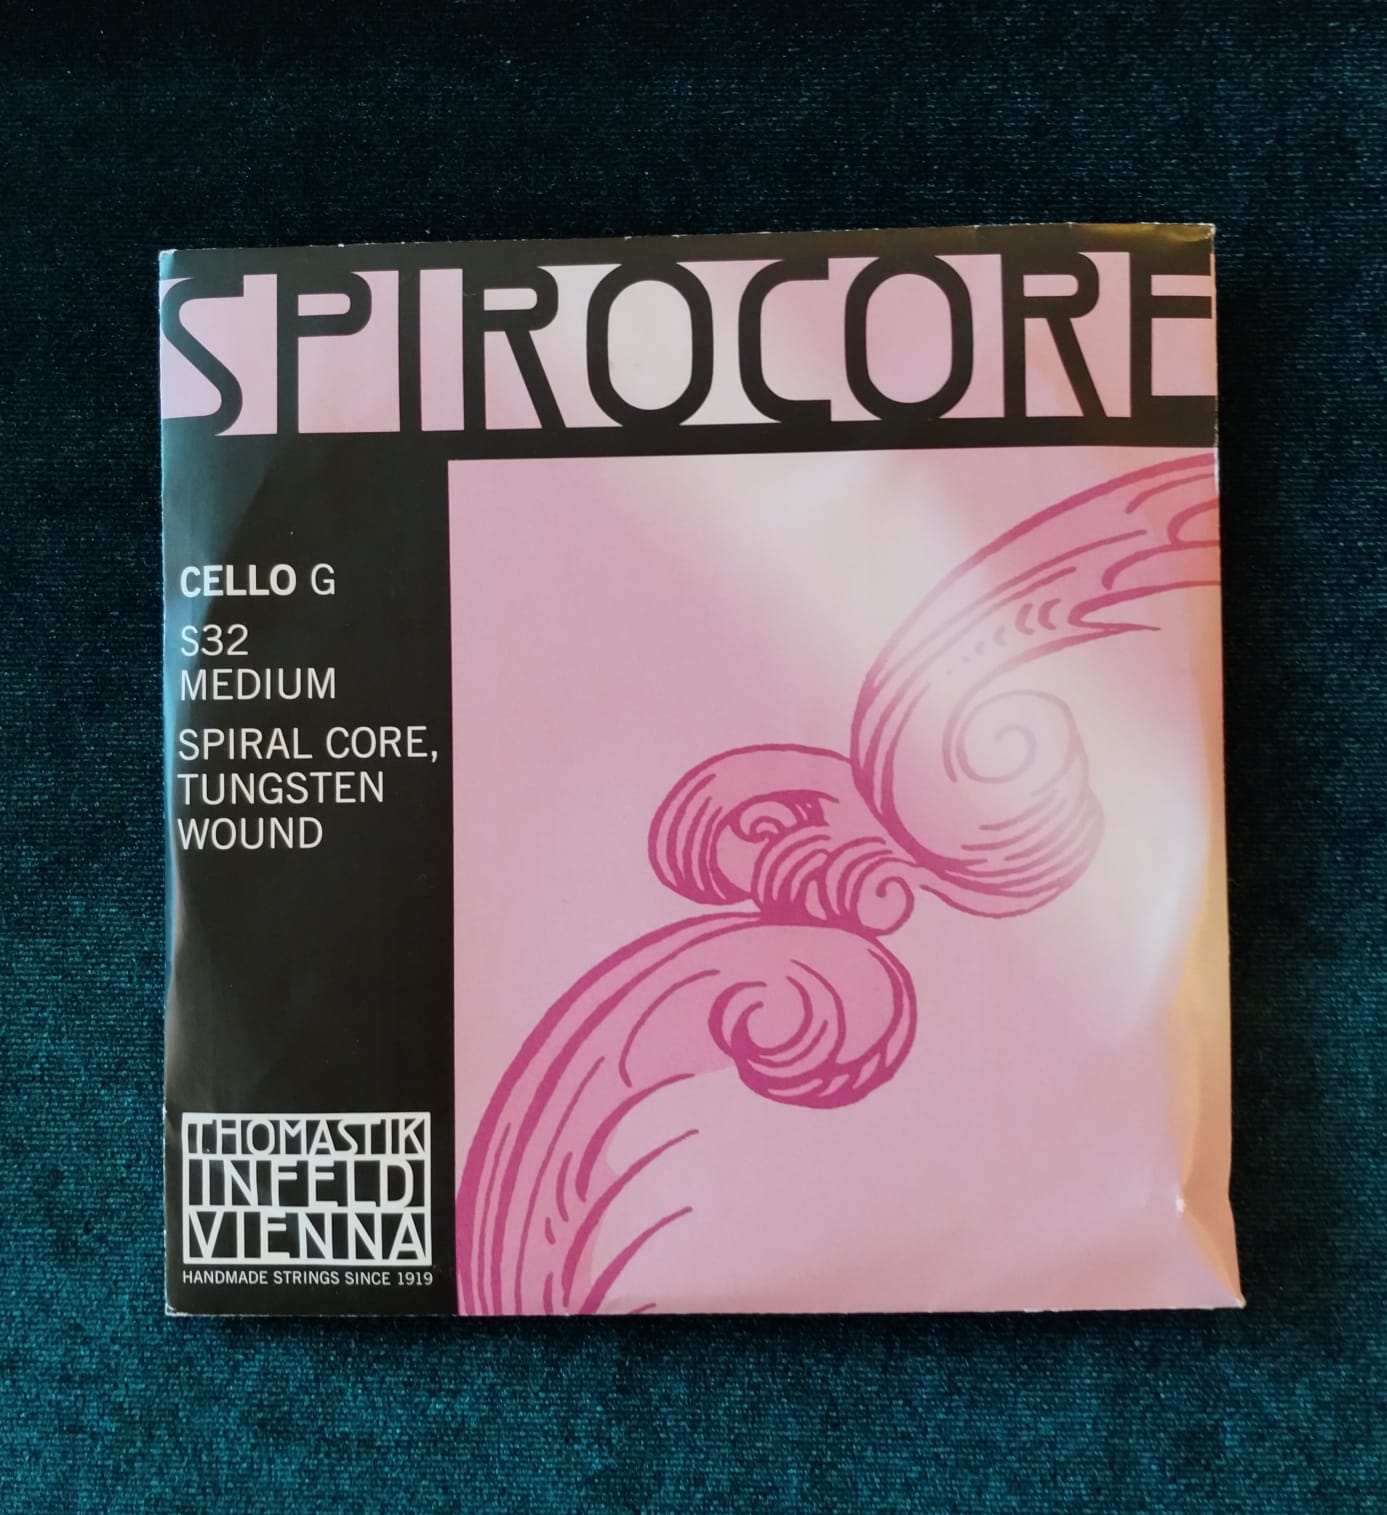 SPIROCORE
CELLO G
S32
MEDIUM
SPIRAL CORE,
TUNGSTEN
WOUND
THOMASTIK
INFELD
VIENNA
HANDMADE STRINGS SINCE 1919